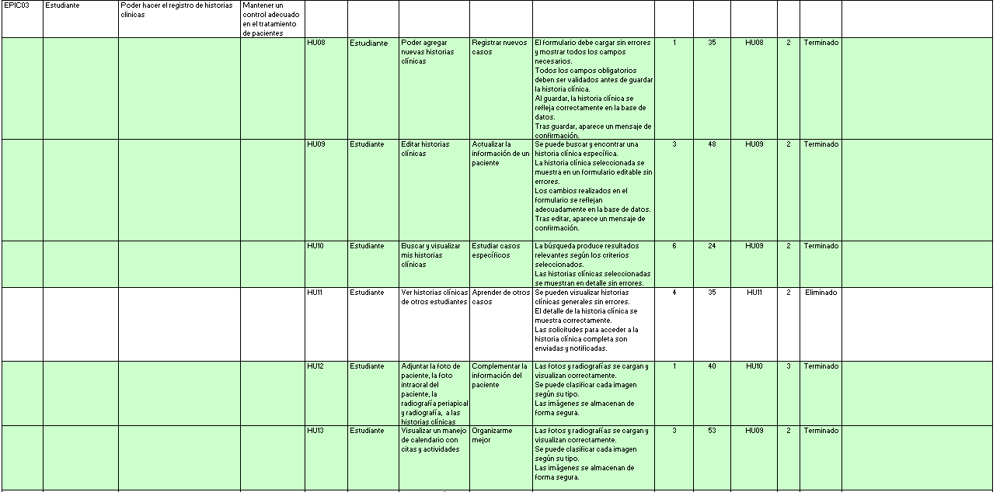 EPIC03 Estudiante Poder hacer el registro de historias clinicas Mantener un control adecuado en el tratamiento de pacientes
HU08 Estudiante Poder agregar nuevas historias clínicas Registrar nuevos casos El formulario debe cargar sin errores y mostrar todos los campos necesarios. Todos los campos obligatorios deben ser validados antes de guardar la historia clínica. Al guardar, la historia clínica se refleja correctamente en la base de datos. Tras guardar, aparece un mensaje de confirmación. 1 35 HU08 2 Terminado
HU09 Estudiante Editar historias clínicas Actualizar la información de un paciente Se puede buscar y encontrar una historia clínica específica. La historia clínica seleccionada se muestra en un formulario editable sin errores. Los cambios realizados en el formulario se reflejan adecuadamente en la base de datos. Tras editar, aparece un mensaje de confirmación. 3 48 HU09 2 Terminado
HU10 Estudiante Buscar y visualizar mis historias clínicas Estudiar casos específicos La búsqueda produce resultados relevantes según los criterios seleccionados. Las historias clínicas seleccionadas se muestran en detalle sin errores. 6 24 HU09 2 Terminado
HU11 Estudiante Ver historias clínicas de otros estudiantes Aprender de otros casos Se pueden visualizar historias clínicas generales sin errores. El detalle de la historia clínica se muestra correctamente. Las solicitudes para acceder a la historia clínica completa son enviadas y notificadas. 4 35 HU11 2 Eliminado
HU12 Estudiante Adjuntar la foto de paciente, la foto intraoral del paciente, la radiografía periapical y radiografía, a las historias clínicas Complementar la información del paciente Las fotos y radiografías se cargan y visualizan correctamente. Se puede clasificar cada imagen según su tipo. Las imágenes se almacenan de forma segura. 1 40 HU10 3 Terminado
HU13 Estudiante Visualizar un manejo de calendario con citas y actividades Organizarme mejor Las fotos y radiografías se cargan y visualizan correctamente. Se puede clasificar cada imagen según su tipo. Las imágenes se almacenan de forma segura. 3 53 HU09 2 Terminado